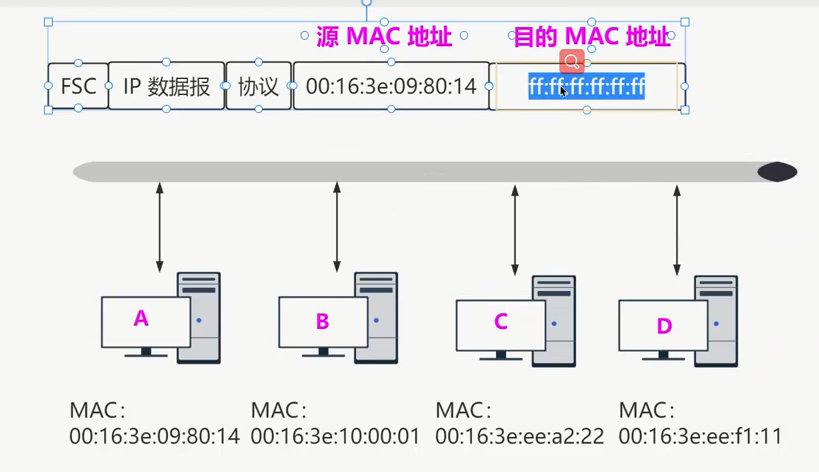 源 MAC 地址 目的 MAC 地址
FSC IP 数据报 协议 00:16:3e:09:80:14 ff:ff:ff:ff:ff:ff
A B C D
MAC: MAC: MAC: MAC:
00:16:3e:09:80:14 00:16:3e:10:00:01 00:16:3e:ee:a2:22 00:16:3e:ee:f1:11